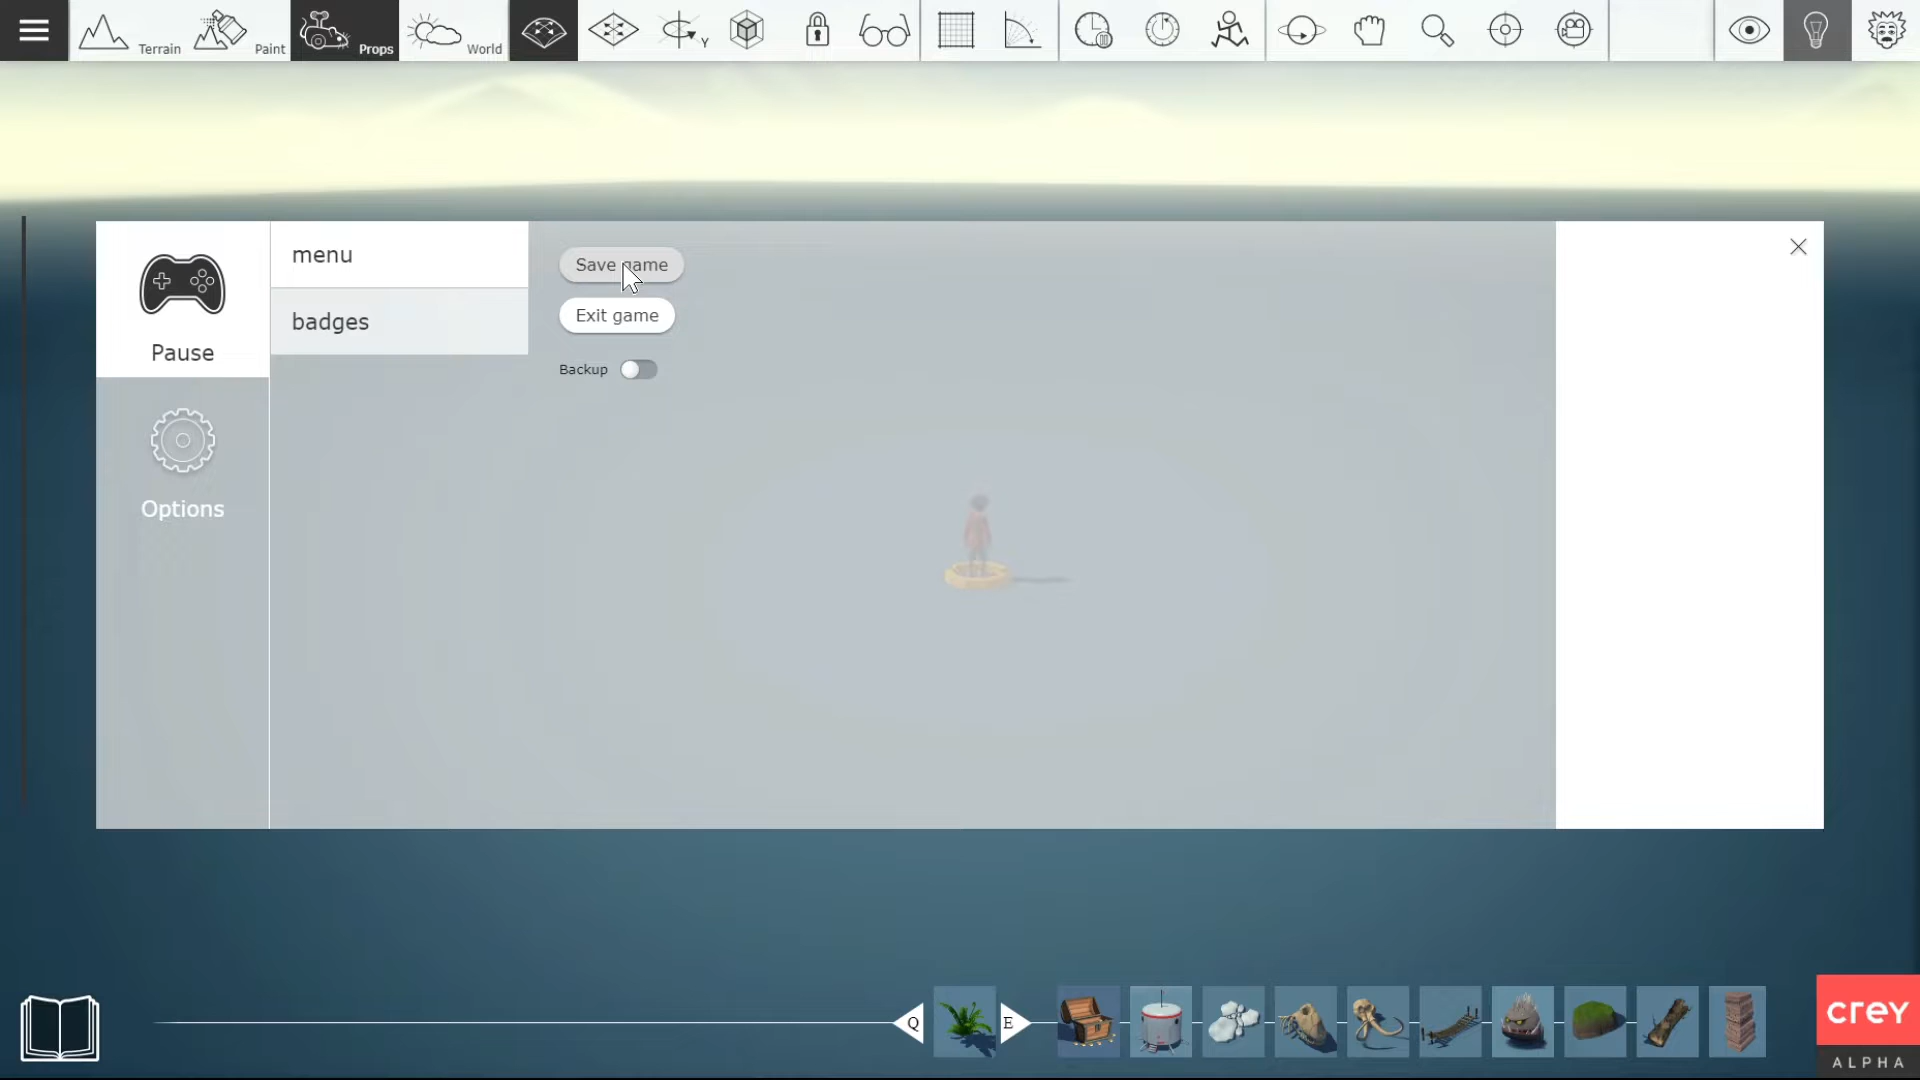 Terrain
Paint
Props
World
Y
menu
Save game
badges
Exit game
Pause
Backup
Options
Q
E
crey
ALPHA